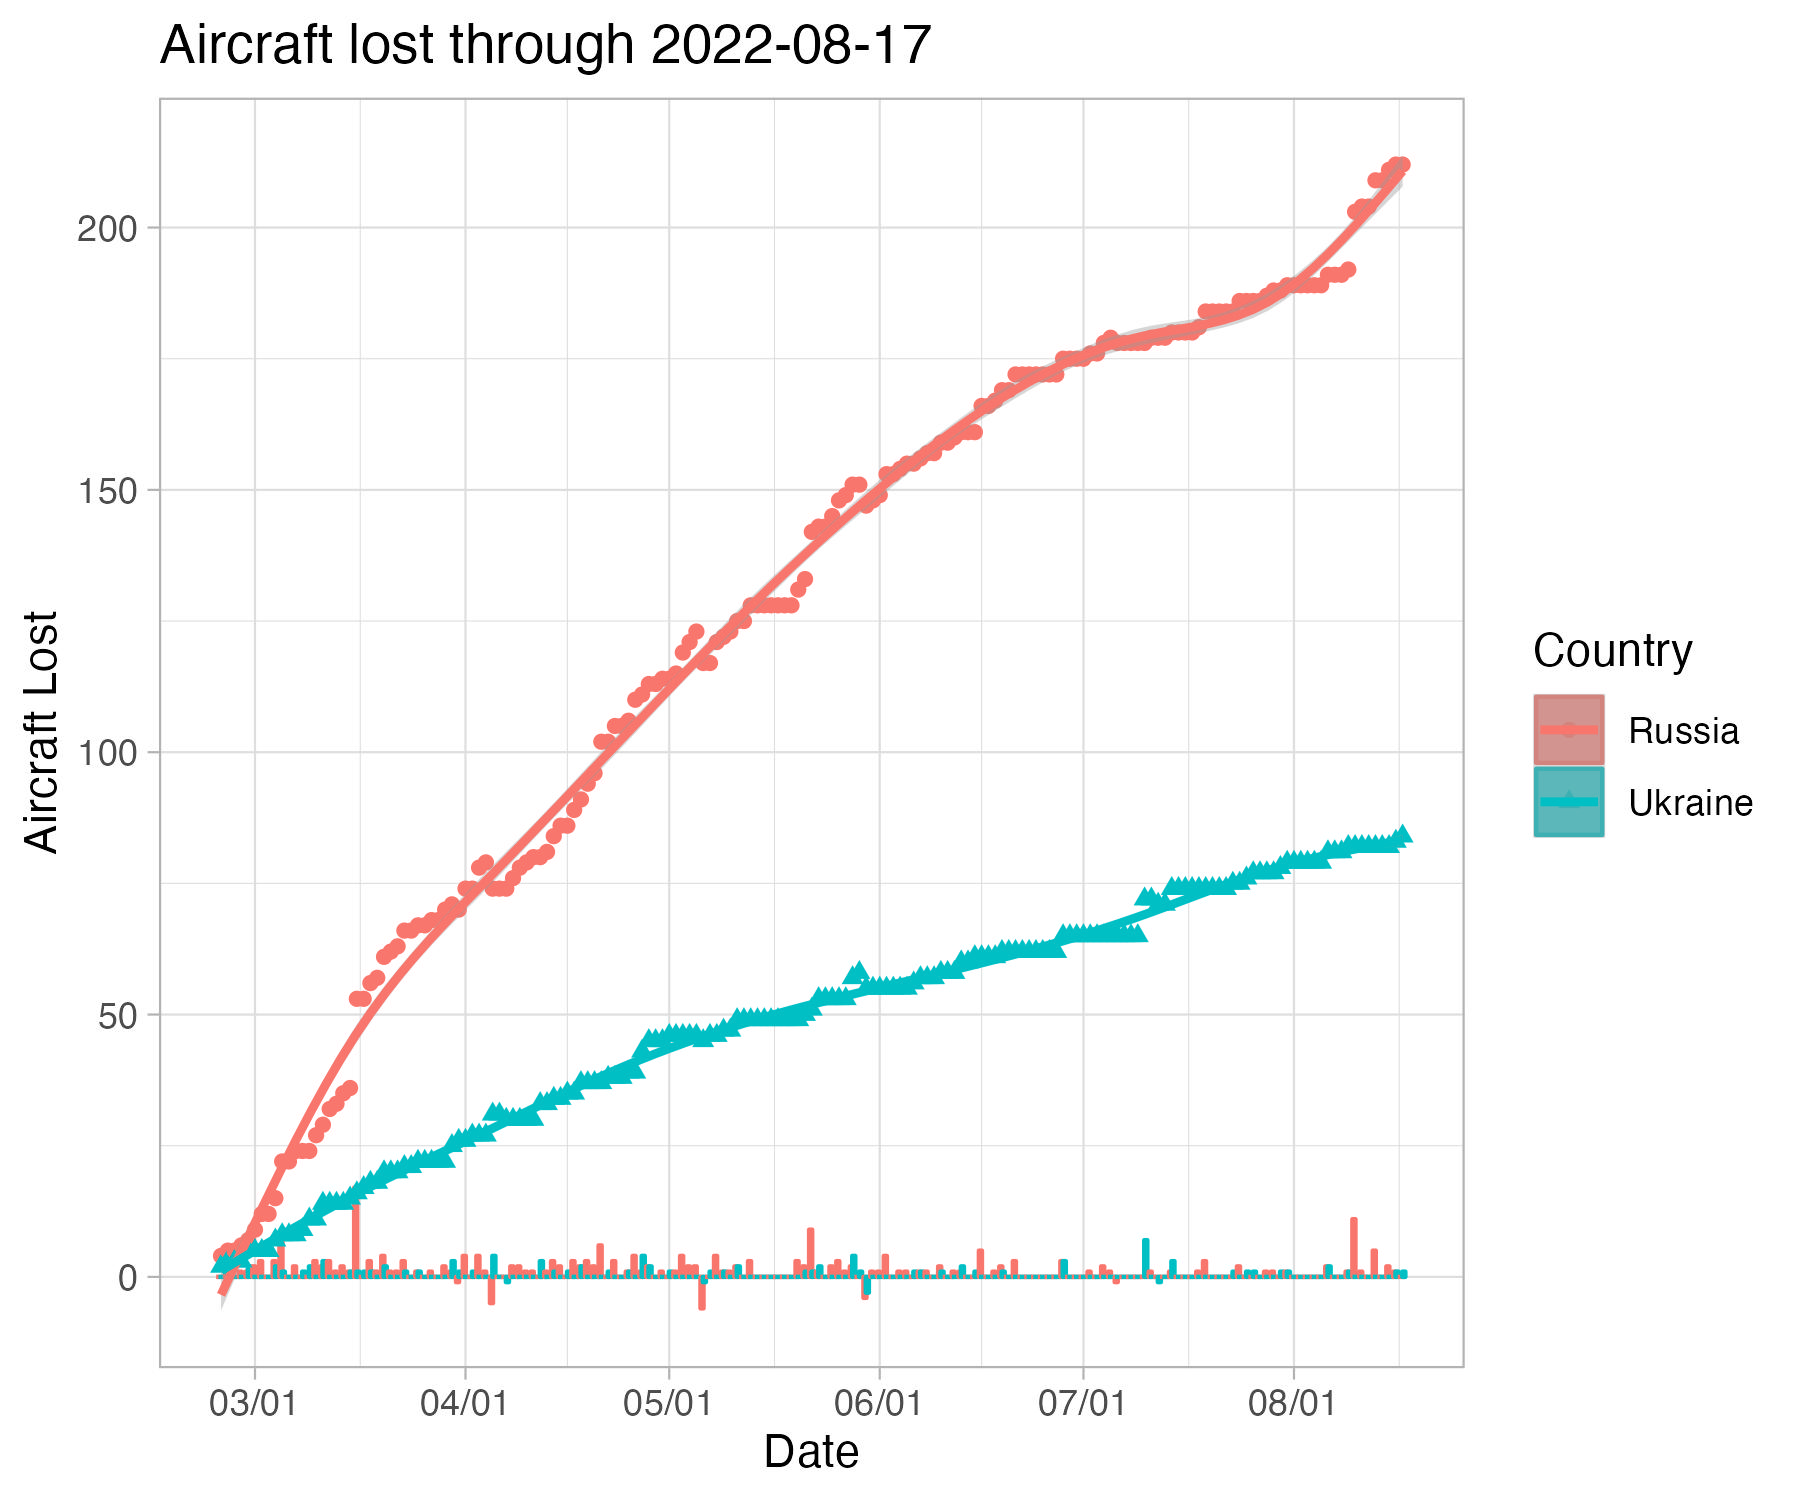 Aircraft lost through 2022-08-17
Aircraft Lost
200
150
100
50
0
03/01 04/01 05/01 06/01 07/01 08/01
Date
Country
Russia
Ukraine